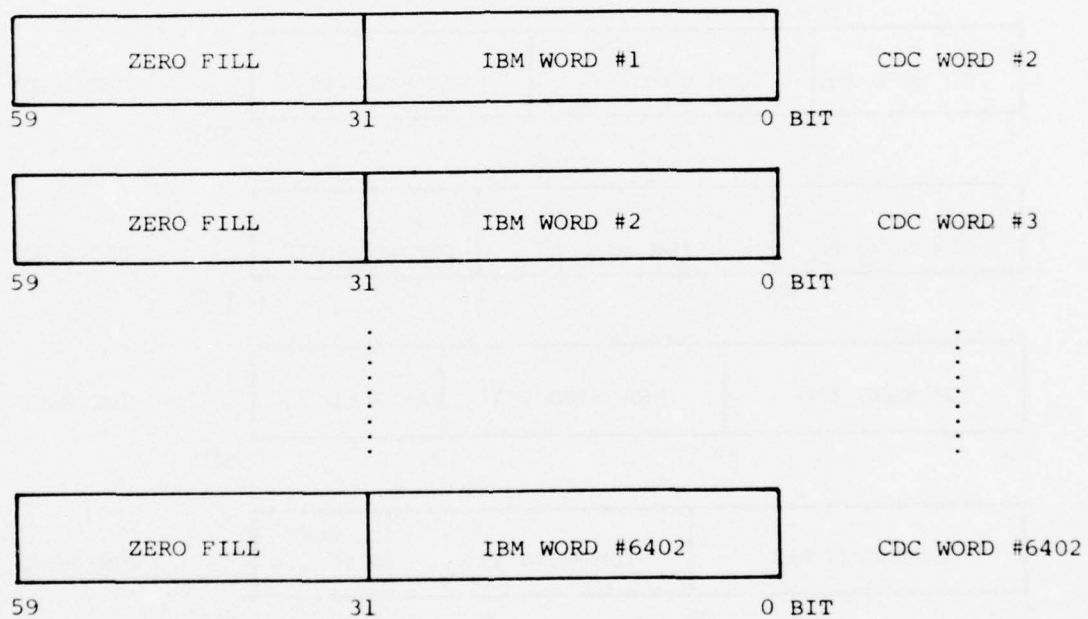 ZERO FILL IBM WORD #1 CDC WORD #2
59 31 0 BIT
ZERO FILL IBM WORD #2 CDC WORD #3
59 31 0 BIT
ZERO FILL IBM WORD #6402 CDC WORD #6402
59 31 0 BIT